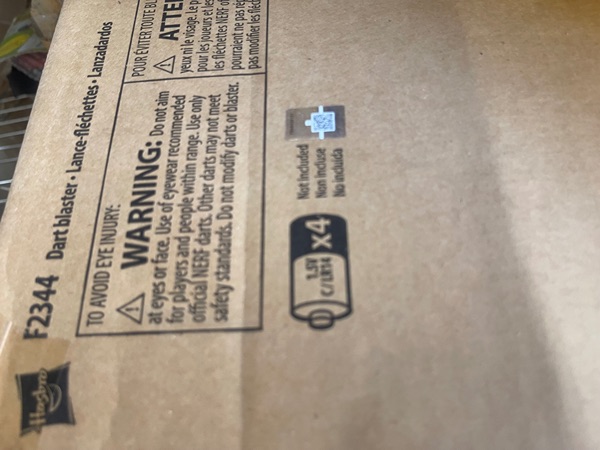 Hasbro
F2344 Dart blaster • Lance-fléchettes • Lanzadardos
TO AVOID EYE INJURY:
WARNING: Do not aim
at eyes or face. Use of eyewear recommended
for players and people within range. Use only
official NERF darts. Other darts may not meet
safety standards. Do not modify darts or blaster.
POUR ÉVITER TOUTE BL
ATTE
yeux ni le visage. Le p
pour les joueurs et les
les fléchettes NERF of
pourraient ne pas ré
pas modifier les fléc
1.5V
C/LR14
x4
Not included
Non incluse
No incluida